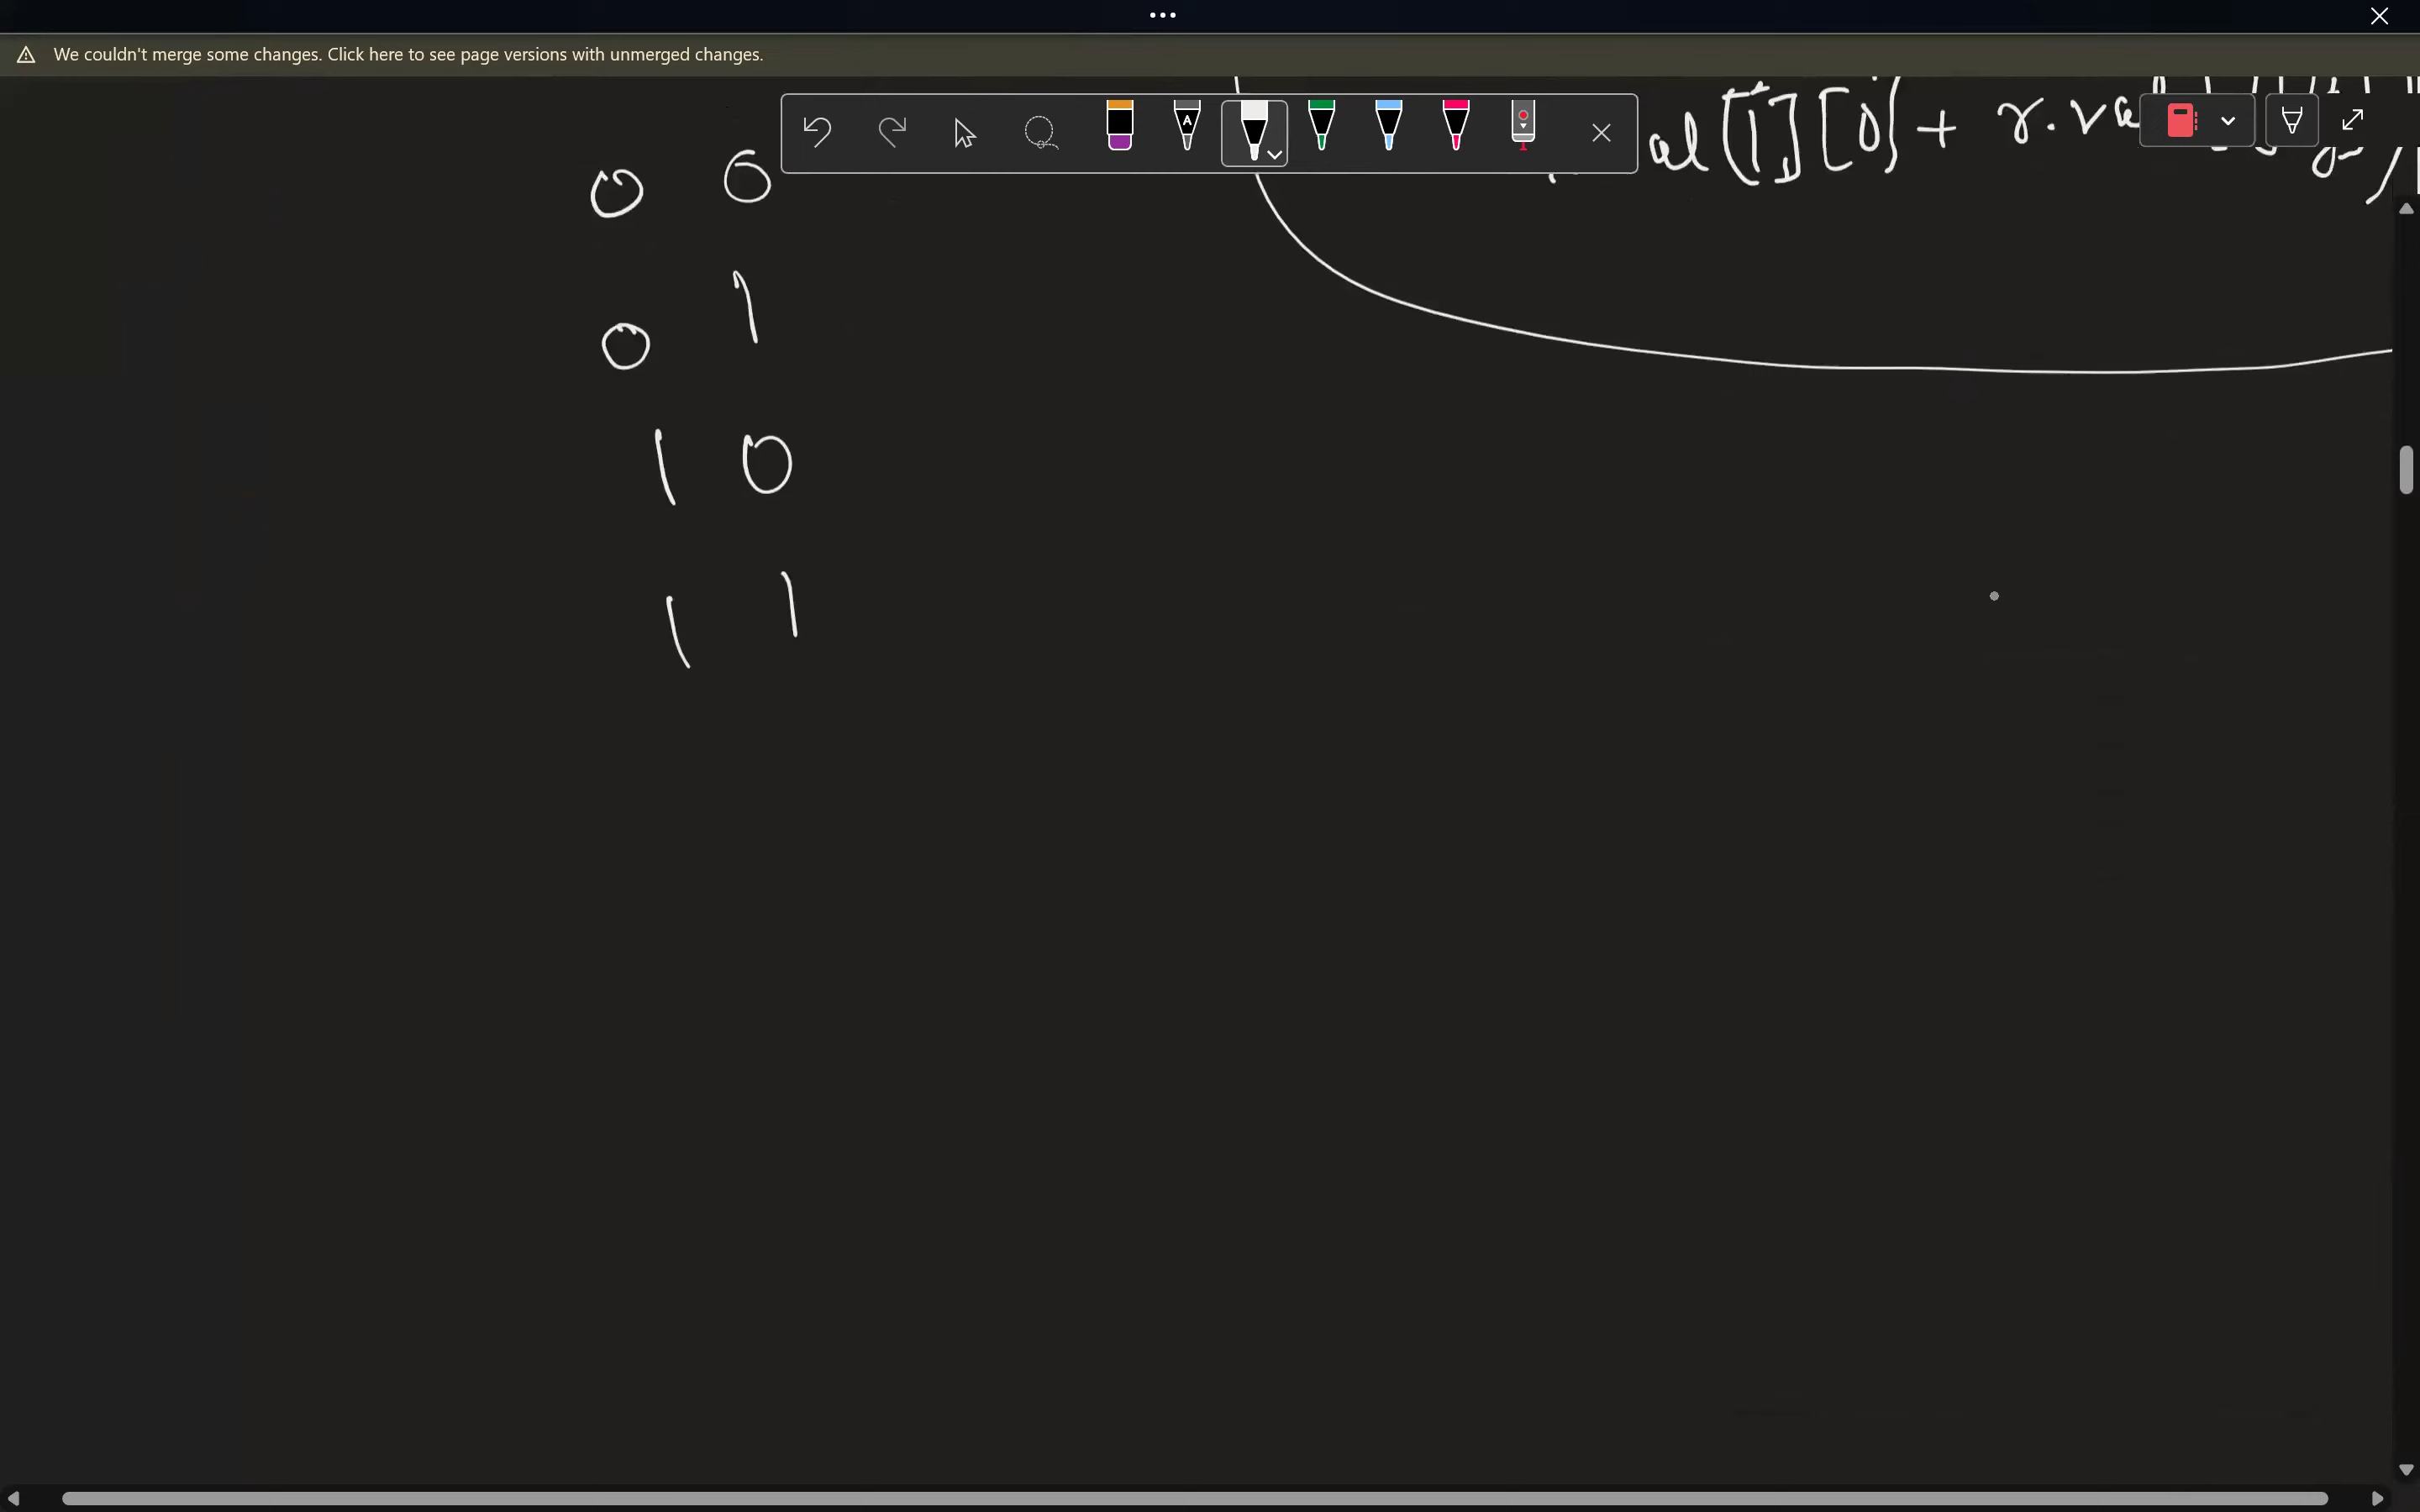 We couldn't merge some changes. Click here to see page versions with unmerged changes.
al[1][0] + r.va
0 0
0 1
1 0
1 1